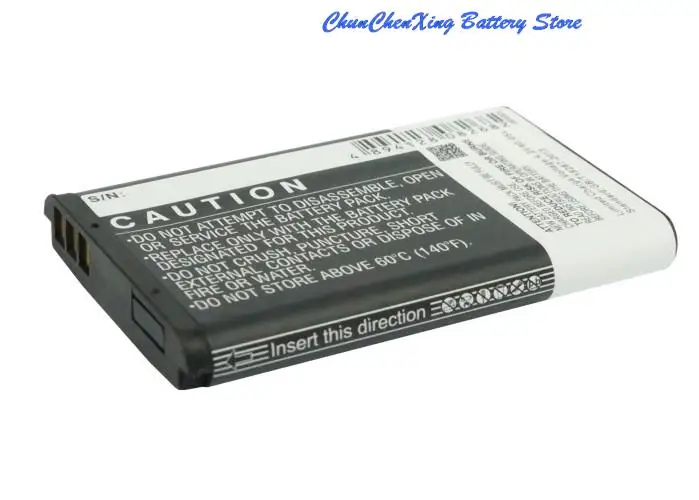 ChunChenXing Battery Store
S/N:
CAUTION
•DO NOT ATTEMPT TO DISASSEMBLE, OPEN
OR SERVICE THE BATTERY PACK.
•REPLACE ONLY WITH THE BATTERY PACK
FOR THIS PRODUCT.
•DO NOT CRUSH, PUNCTURE, SHORT
EXTERNAL CONTACTS OR DISPOSE OF IN
FIRE OR WATER.
•DO NOT STORE ABOVE 60°C (140°F).
Insert this direction